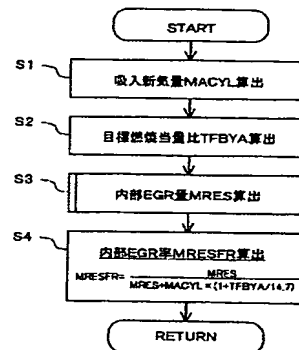 START
S1
吸入新気量MACYL算出
S2
目標燃焼当量比TFBYA算出
S3
内部EGR量MRES算出
S4
内部EGR率MRESFR算出
MRESFR= MRES
MRES+MACYL×(1+TFBYA/14.7)
RETURN